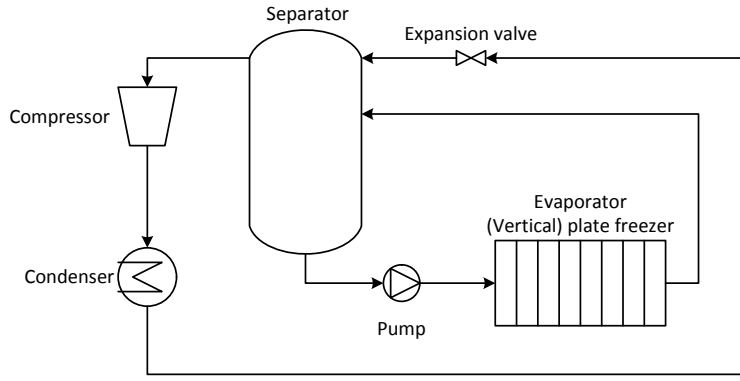 Separator
Expansion valve
Compressor
Evaporator
(Vertical) plate freezer
Condenser
Pump